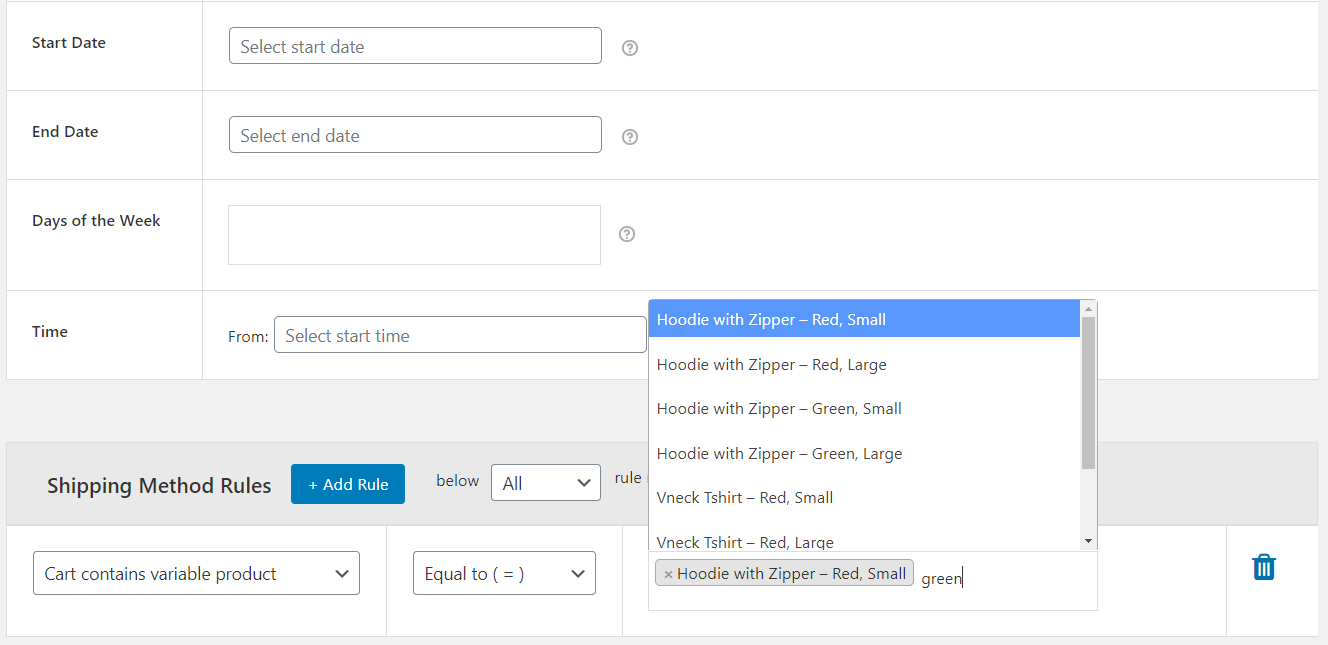 Start Date
Select start date
End Date
Select end date
Days of the Week
Time
From: Select start time
Hoodie with Zipper – Red, Small
Hoodie with Zipper – Red, Large
Hoodie with Zipper – Green, Small
Hoodie with Zipper – Green, Large
Vneck Tshirt – Red, Small
Vneck Tshirt – Red, Large
Shipping Method Rules + Add Rule below All rule
Cart contains variable product Equal to ( = ) × Hoodie with Zipper – Red, Small green